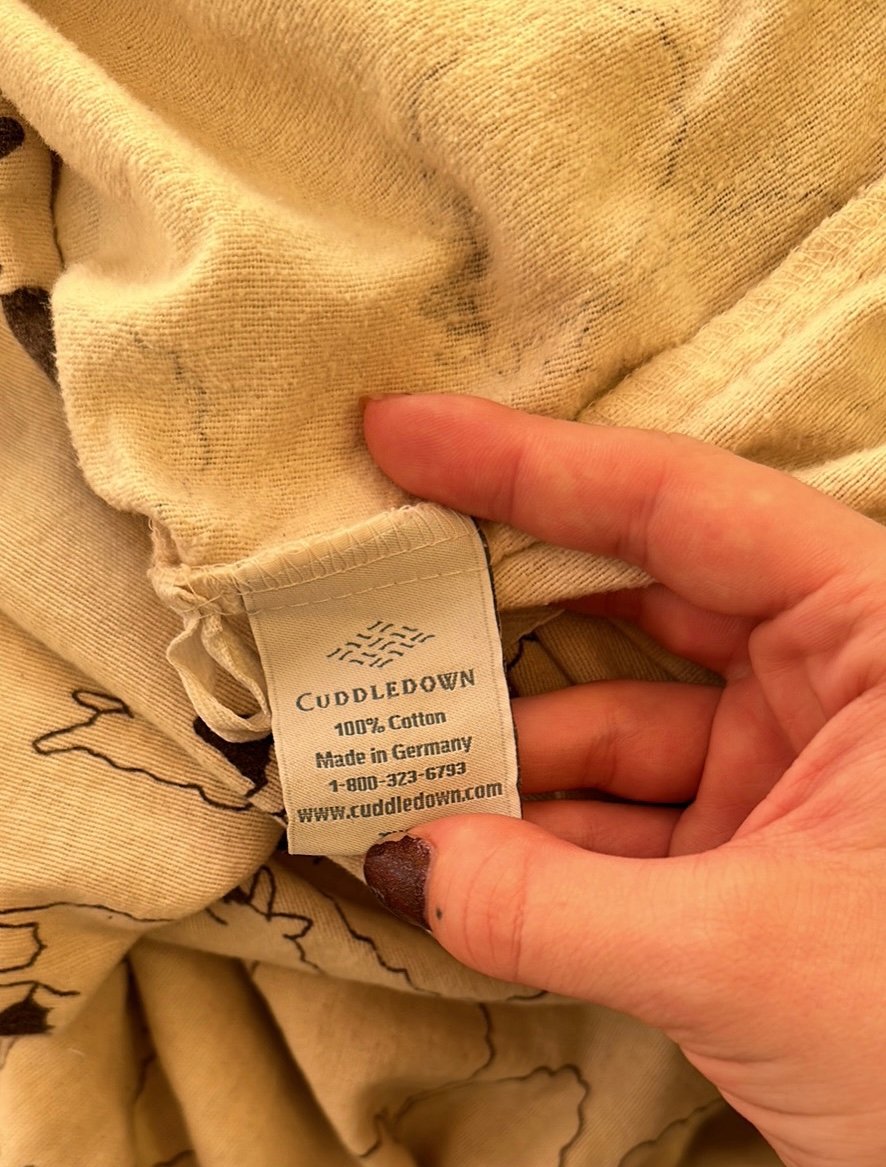 CUDDLEDOWN
100% Cotton
Made in Germany
1-800-323-6793
www.cuddledown.com